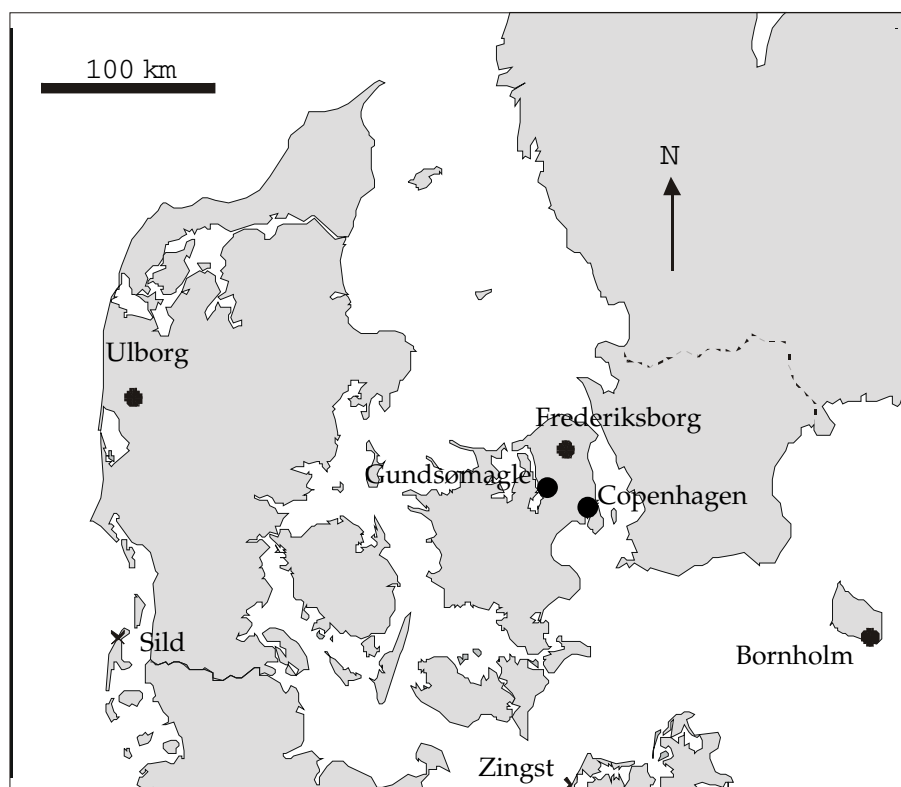 100 km
N
Ulborg
Frederiksborg
Gundsømagle
Copenhagen
Sild
Bornholm
Zingst